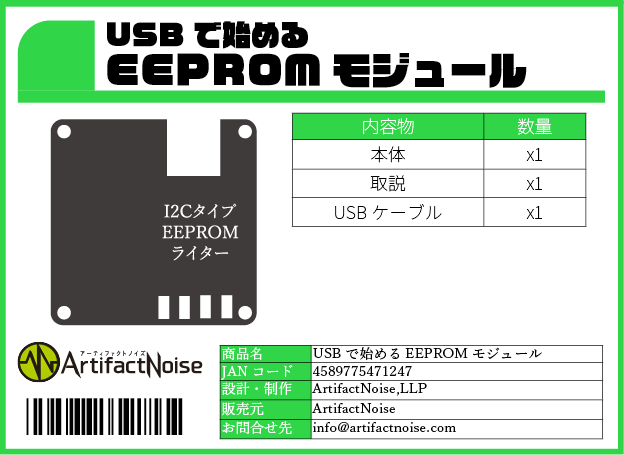 USB で始める
EEPROM モジュール
内容物 数量
本体 x1
取説 x1
USB ケーブル x1
I2Cタイプ
EEPROM
ライター
アーティファクトノイズ
ArtifactNoise
商品名 USB で始める EEPROM モジュール
JAN コード 4589775471247
設計・制作 ArtifactNoise,LLP
販売元 ArtifactNoise
お問合せ先 info@artifactnoise.com